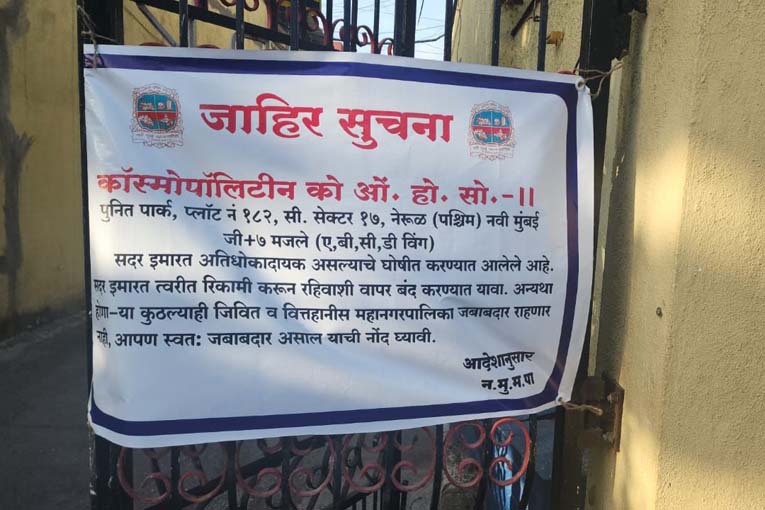 जाहिर सुचना
कॉस्मोपॉलिटीन को ओं. हो. सो.-॥
पुनित पार्क, प्लॉट नं १८२, सी. सेक्टर १७, नेरूळ (पश्चिम) नवी मुंबई
जी+७ मजले (ए,बी,सी,डी विंग)
सदर इमारत अतिधोकादायक असल्याचे घोषीत करण्यात आलेले आहे.
सदर इमारत त्वरीत रिकामी करून रहिवाशी वापर बंद करण्यात यावा. अन्यथा
होणा-या कुठल्याही जिवित व वित्तहानीस महानगरपालिका जबाबदार राहणार
नाही, आपण स्वत: जबाबदार असाल याची नोंद घ्यावी.
आदेशानुसार
न.मु.म.पा